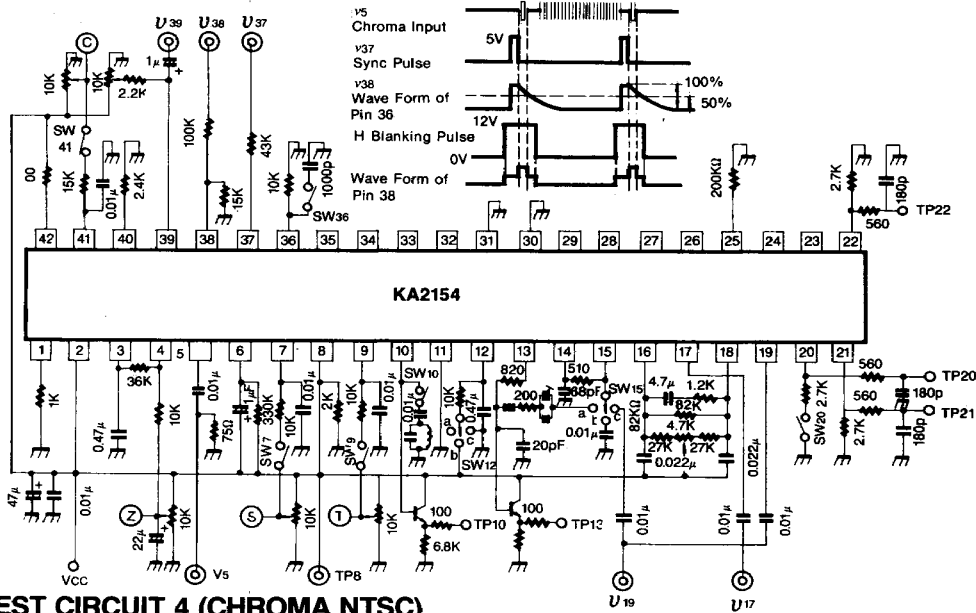 v5
Chroma Input
5V
v37
Sync Pulse
v38
Wave Form of
Pin 36
100%
50%
12V
H Blanking Pulse
0V
Wave Form of
Pin 38
C
υ39
υ38
υ37
1μ
+
10K
10K
2.2K
SW
41
00
15K
0.01μ
2.4K
100K
15K
43K
10K
1000p
SW36
200KΩ
2.7K
180p
560
TP22
42 41 40 39 38 37 36 35 34 33 32 31 30 29 28 27 26 25 24 23 22
KA2154
1 2 3 4 5 6 7 8 9 10 11 12 13 14 15 16 17 18 19 20 21
1K
36K
0.47μ
10K
0.01μ
75Ω
1μF
+
330K
10K
SW7
0.01μ
2K
10K
SW9
0.01μ
SW10
0.01μ
10K
0.47μ
a
b
c
SW12
820
200
20pF
510
68pF
SW15
a
b
c
0.01μ
82KΩ
4.7μ
1.2K
82K
4.7K
27K
27K
0.022μ
0.022μ
SW20
2.7K
560
180p
TP20
560
TP21
2.7K
180p
47μ
+
0.01μ
Z
22μ
+
10K
S
10K
T
10K
100
TP10
6.8K
100
TP13
0.01μ
0.01μ
0.01μ
VCC
V5
TP8
υ19
υ17
EST CIRCUIT 4 (CHROMA NTSC)